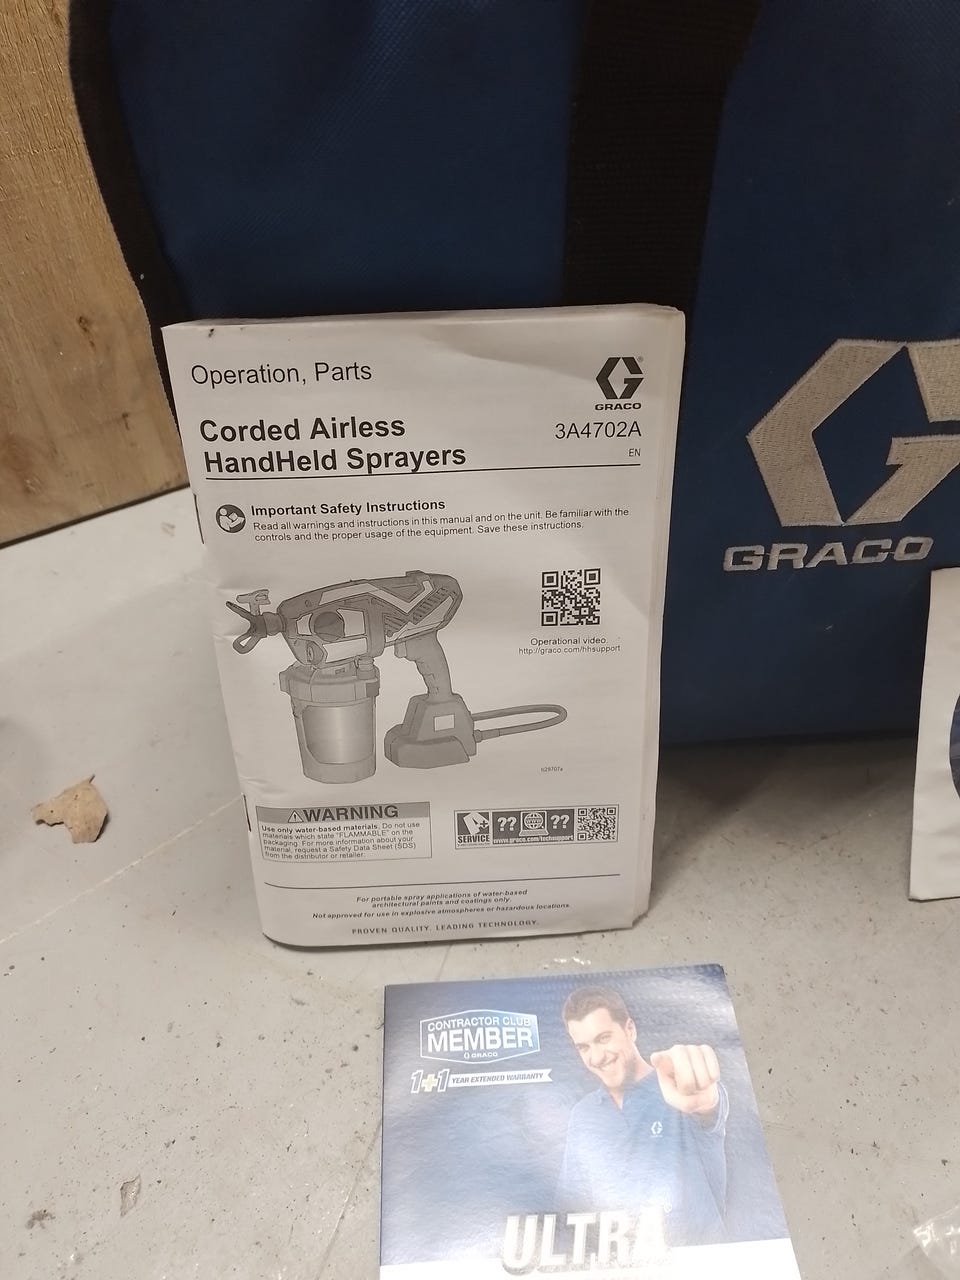 Operation, Parts
GRACO
Corded Airless
HandHeld Sprayers
3A4702A
EN
Important Safety Instructions
Read all warnings and instructions in this manual and on the unit. Be familiar with the
controls and the proper usage of the equipment. Save these instructions.
Operational video.
http://graco.com/hhsupport
ti29707a
WARNING
Use only water-based materials. Do not use
materials which state "FLAMMABLE" on the
packaging. For more information about your
material, request a Safety Data Sheet (SDS)
from the distributor or retailer.
SERVICE
??
??
www.graco.com/techsupport
For portable spray applications of water-based
architectural paints and coatings only.
Not approved for use in explosive atmospheres or hazardous locations.
PROVEN QUALITY. LEADING TECHNOLOGY.
GRACO
CONTRACTOR CLUB
MEMBER
GRACO
1+1 YEAR EXTENDED WARRANTY
ULTRA